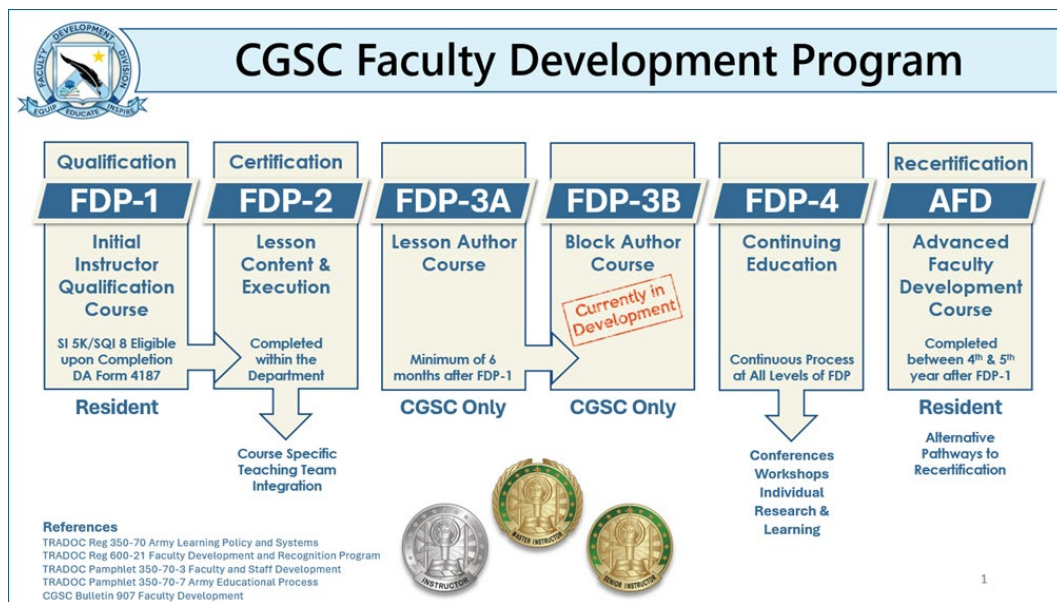 FACULTY DEVELOPMENT DIVISION
EQUIP EDUCATE INSPIRE
CGSC Faculty Development Program
Qualification
FDP-1
Initial
Instructor
Qualification
Course
SI 5K/SQI 8 Eligible
upon Completion
DA Form 4187
Resident
Certification
FDP-2
Lesson
Content &
Execution
Completed
within the
Department
Course Specific
Teaching Team
Integration
FDP-3A
Lesson Author
Course
Minimum of 6
months after FDP-1
CGSC Only
FDP-3B
Block Author
Course
Currently in
Development
CGSC Only
FDP-4
Continuing
Education
Continuous Process
at All Levels of FDP
Conferences
Workshops
Individual
Research &
Learning
Recertification
AFD
Advanced
Faculty
Development
Course
Completed
between 4th & 5th
year after FDP-1
Resident
Alternative
Pathways to
Recertification
References
TRADOC Reg 350-70 Army Learning Policy and Systems
TRADOC Reg 600-21 Faculty Development and Recognition Program
TRADOC Pamphlet 350-70-3 Faculty and Staff Development
TRADOC Pamphlet 350-70-7 Army Educational Process
CGSC Bulletin 907 Faculty Development
INSTRUCTOR
MASTER INSTRUCTOR
SENIOR INSTRUCTOR
1